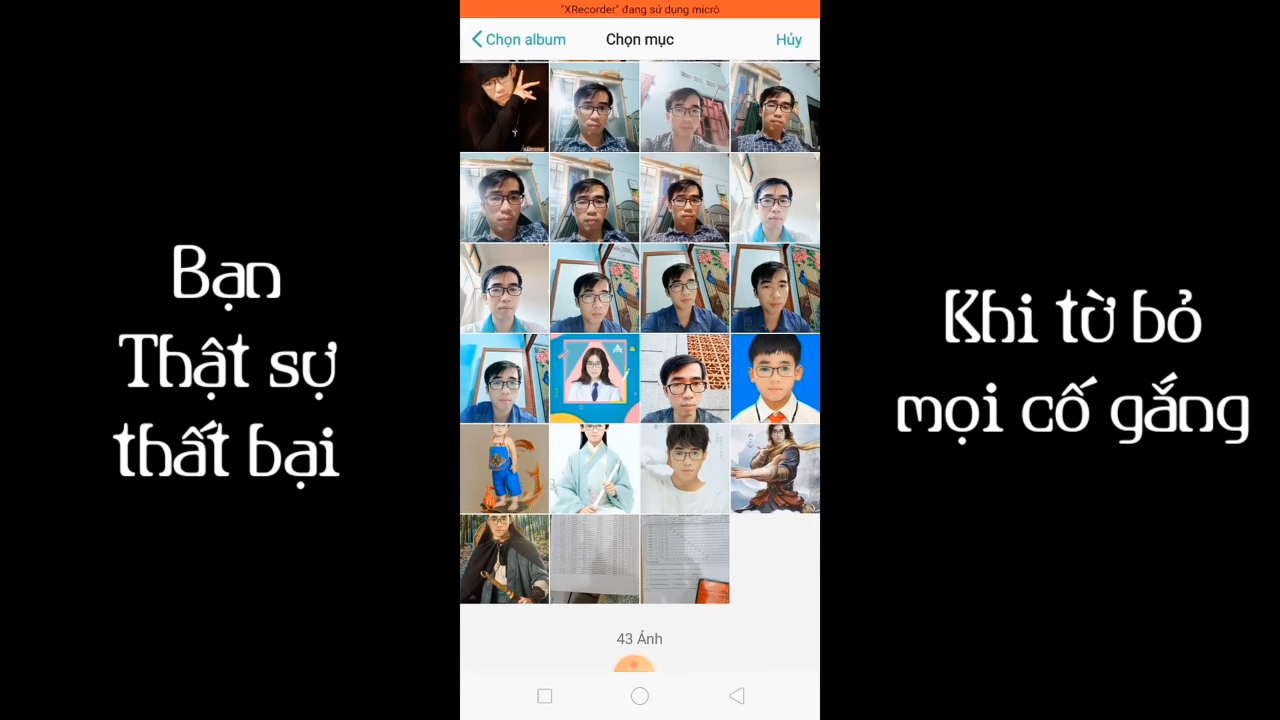 "XRecorder" đang sử dụng micrô
Chọn album
Chọn mục
Hủy
Bạn
Thật sự
thất bại
Khi từ bỏ
mọi cố gắng
43 Ảnh